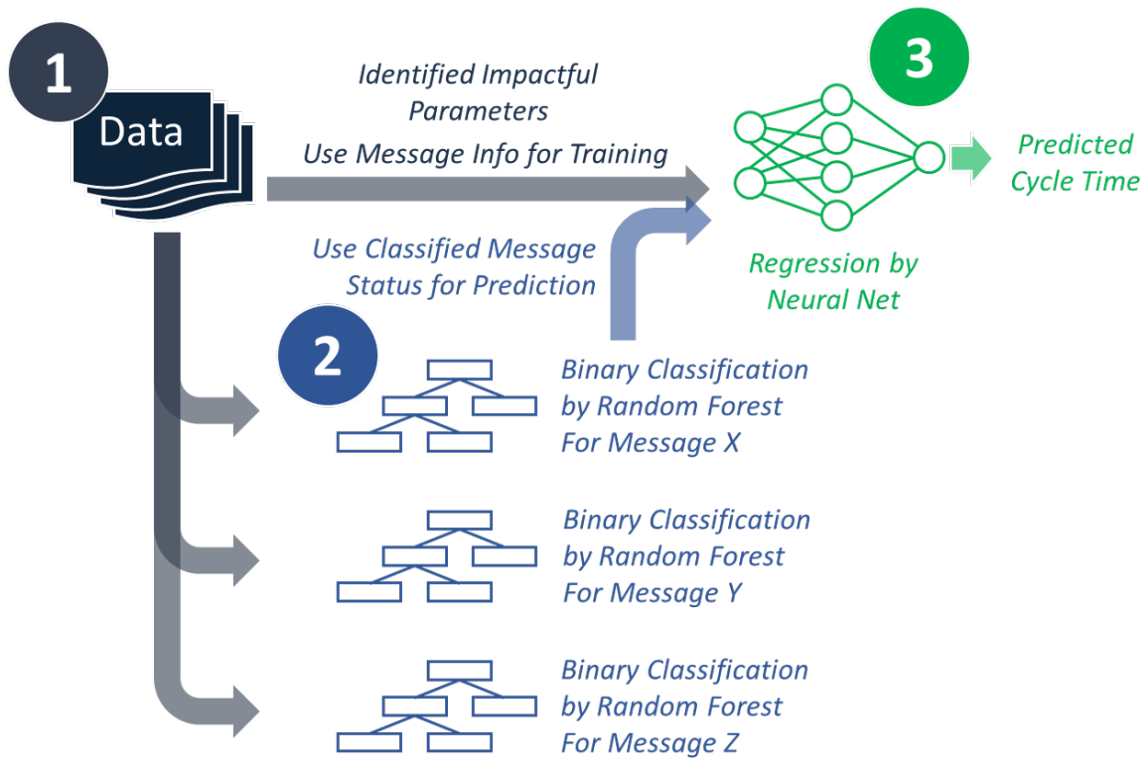 1
Data
Identified Impactful
Parameters
Use Message Info for Training
3
Predicted
Cycle Time
Regression by
Neural Net
Use Classified Message
Status for Prediction
2
Binary Classification
by Random Forest
For Message X
Binary Classification
by Random Forest
For Message Y
Binary Classification
by Random Forest
For Message Z